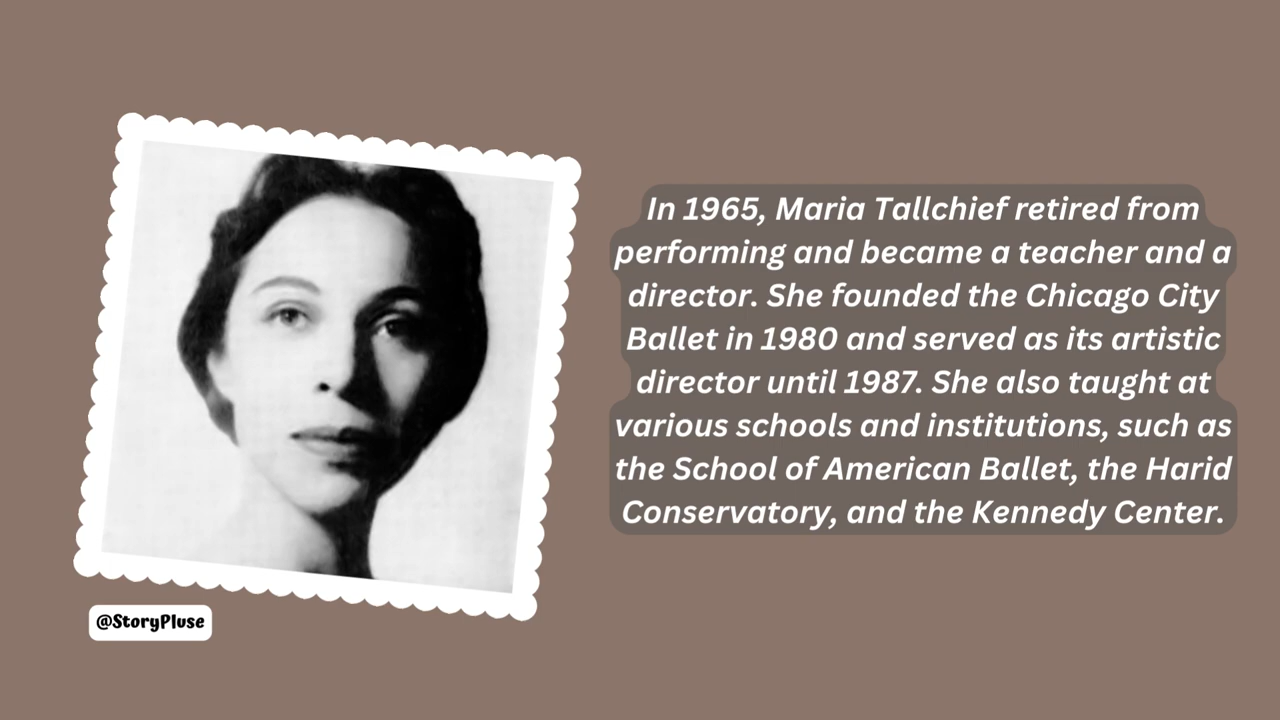 In 1965, Maria Tallchief retired from
performing and became a teacher and a
director. She founded the Chicago City
Ballet in 1980 and served as its artistic
director until 1987. She also taught at
various schools and institutions, such as
the School of American Ballet, the Harid
Conservatory, and the Kennedy Center.
@StoryPluse